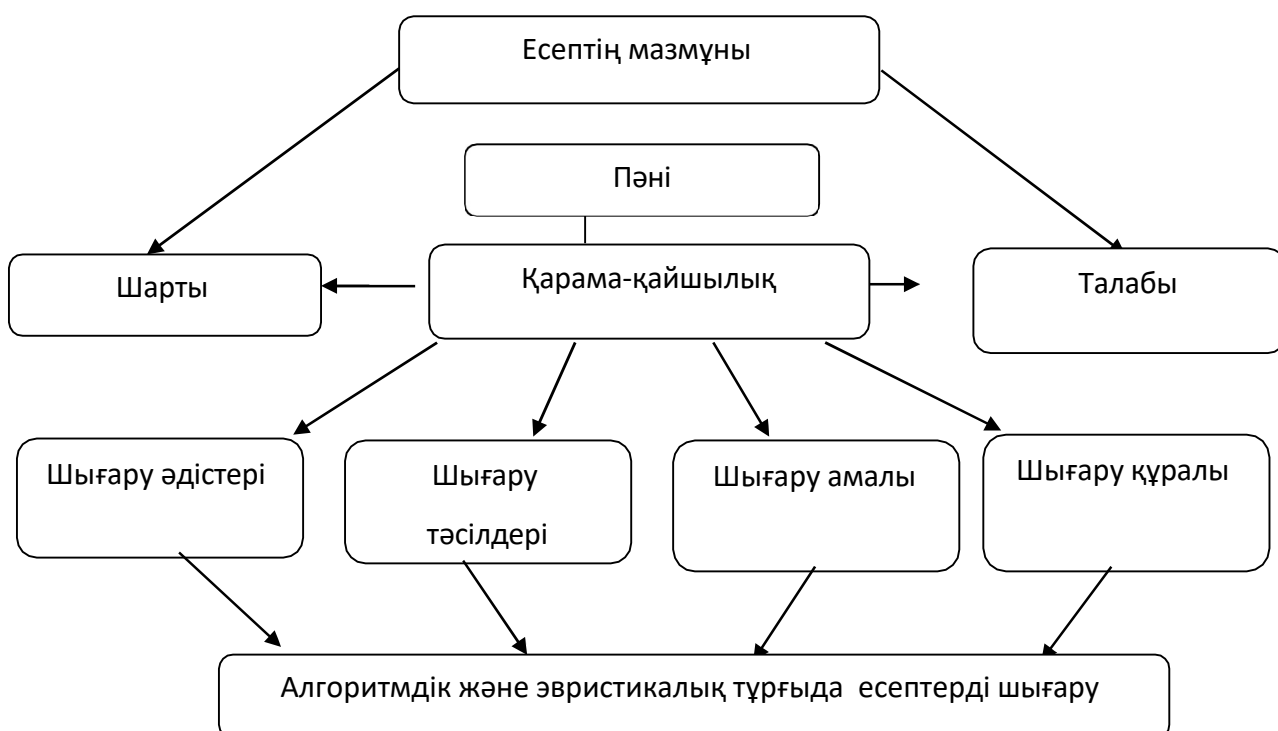 Есептің мазмұны
Пәні
Шарты
Қарама-қайшылық
Талабы
Шығару әдістері
Шығару
тәсілдері
Шығару амалы
Шығару құралы
Алгоритмдік және эвристикалық тұрғыда есептерді шығару